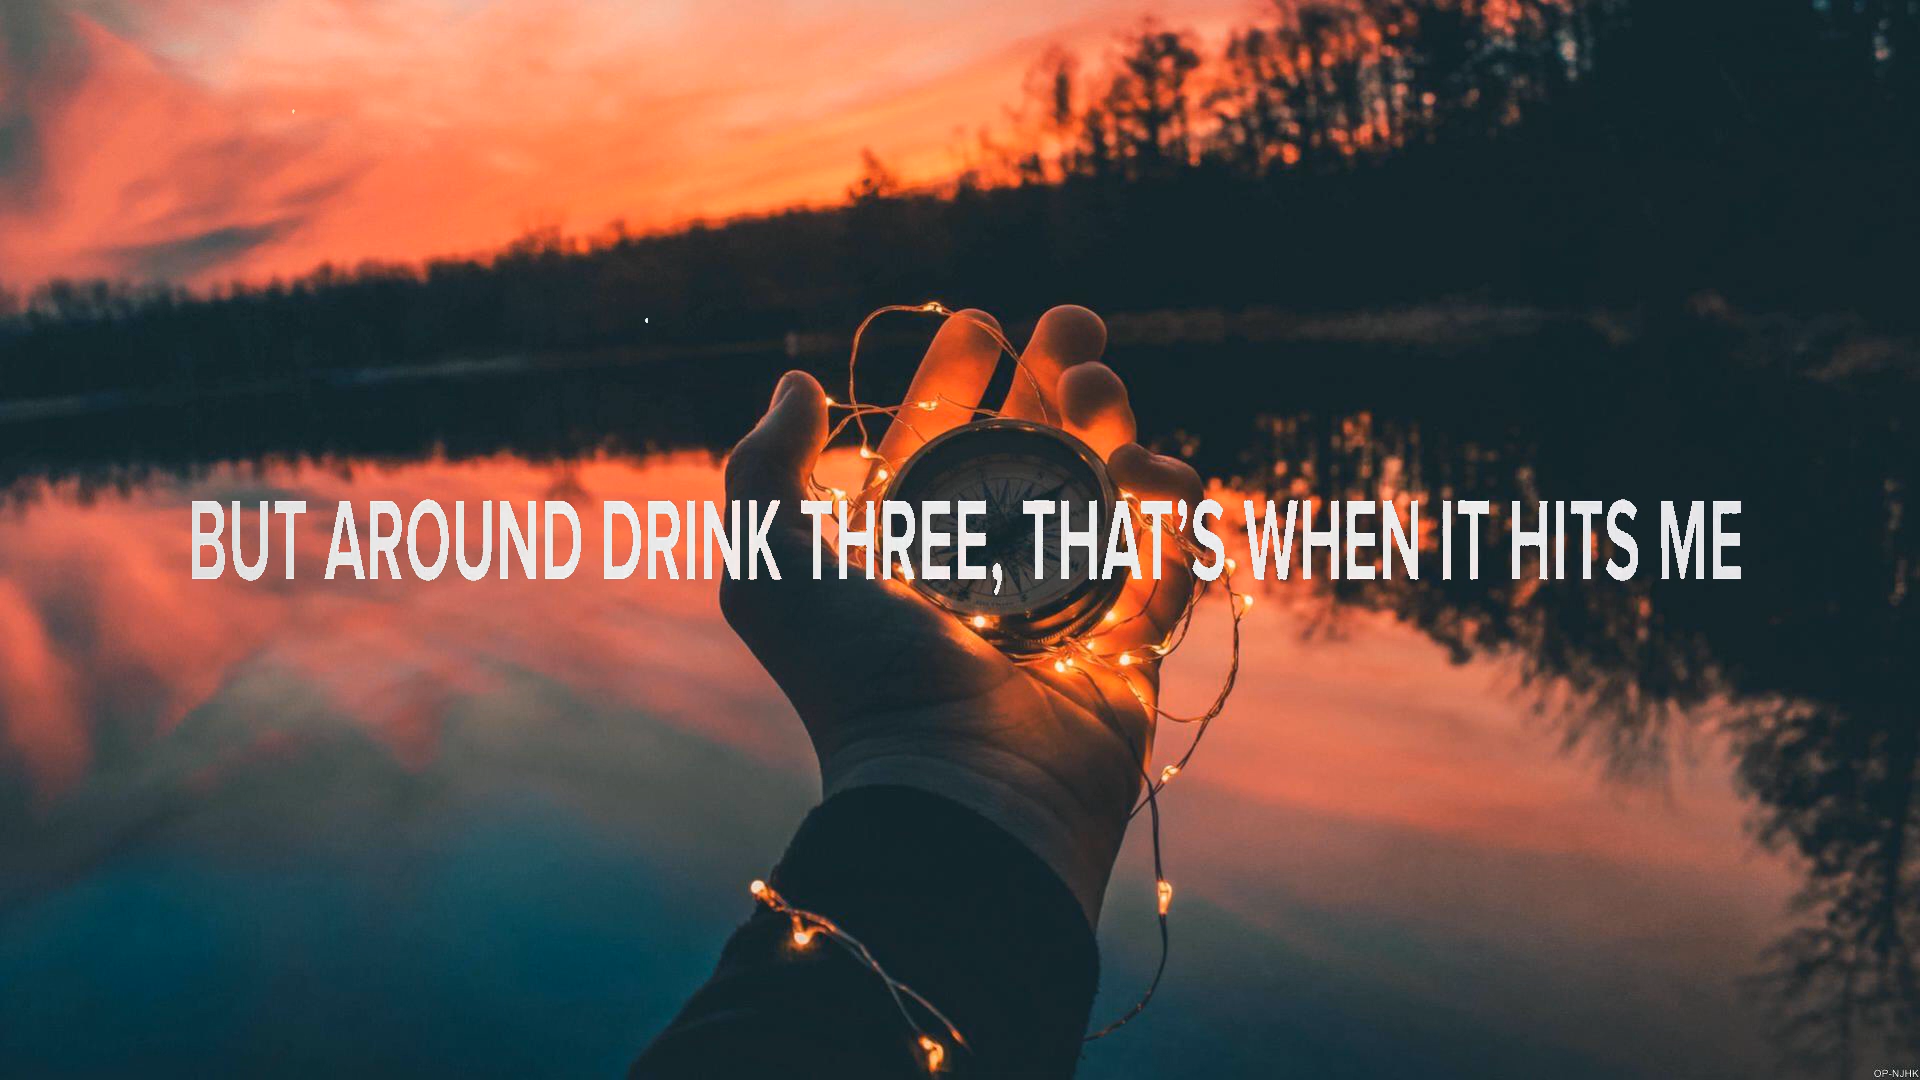 BUT AROUND DRINK THREE, THAT’S WHEN IT HITS ME
OP-NJHK